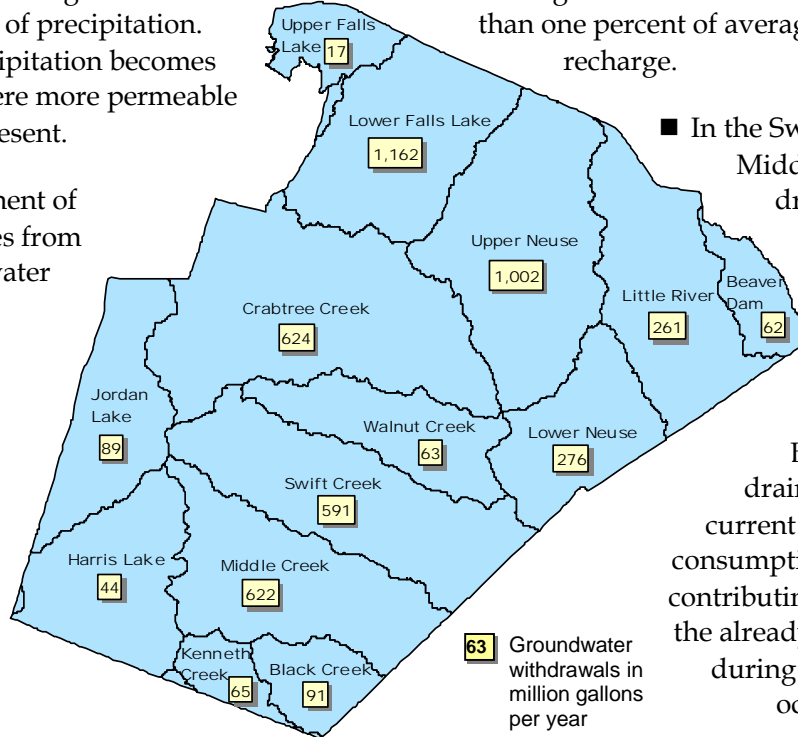 of precipitation.
ipitation becomes
ere more permeable
esent.
ment of
es from
water
than one percent of averag
recharge.
■ In the Sw
Midd
dr
Upper Falls
Lake 17
Lower Falls Lake
1,162
Upper Neuse
1,002
Little River
261
Beaver
Dam
62
Crabtree Creek
624
Jordan
Lake
89
Walnut Creek
63
Lower Neuse
276
Swift Creek
591
Harris Lake
44
Middle Creek
622
Kenneth
Creek
65
Black Creek
91
drain
current
consumpti
contributin
the already
during
oc
63 Groundwater
withdrawals in
million gallons
per year